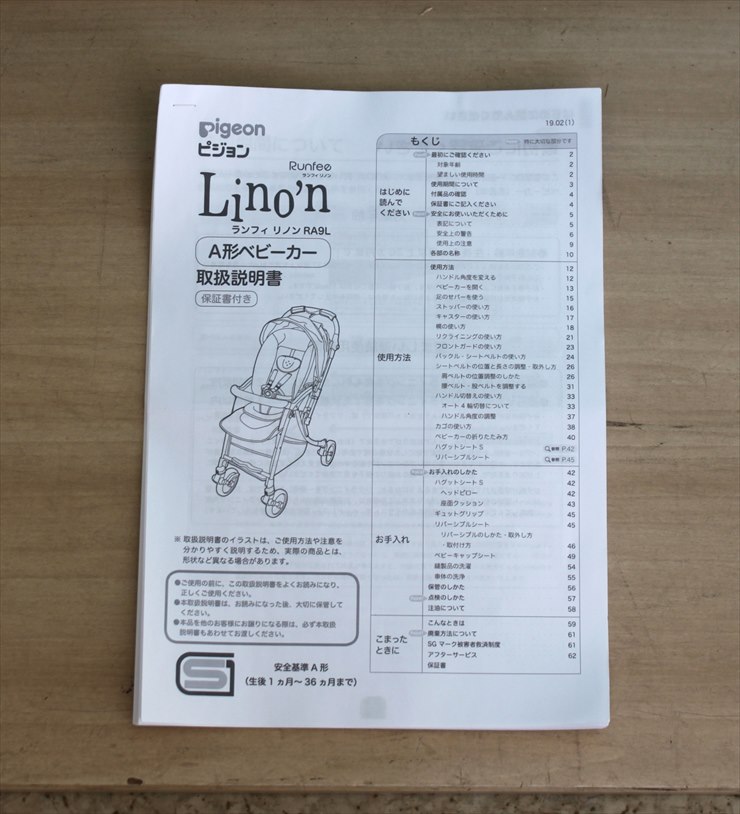 Pigeon
ピジョン
Runfee
ランフィ リノン
Lino'n
ランフィ リノン RA9L
A形ベビーカー
取扱説明書
保証書付き
※ 取扱説明書のイラストは、ご使用方法や注意を
分かりやすく説明するため、実際の商品とは、
形状など異なる場合があります。
●ご使用の前に、この取扱説明書をよくお読みになり、
正しくご使用ください。
●本取扱説明書は、お読みになった後、大切に保管して
ください。
●本品を他のお客様にお譲りになる際は、必ず本取扱
説明書もあわせてお渡しください。
SG
安全基準 A 形
(生後 1 ヵ月〜 36 ヵ月まで)
19.02(1)
もくじ
特に大切な部分です
はじめに
読んで
ください
最初にご確認ください 2
対象年齢 2
望ましい使用時間 2
使用期間について 3
付属品の確認 4
保証書にご記入ください 4
安全にお使いいただくために 5
表記について 5
安全上の警告 6
使用上の注意 9
各部の名称 10
使用方法
使用方法 12
ハンドル角度を変える 12
ベビーカーを開く 13
足のせバーを使う 15
ストッパーの使い方 16
キャスターの使い方 17
幌の使い方 18
リクライニングの使い方 21
フロントガードの使い方 23
バックル・シートベルトの使い方 24
シートベルトの位置と長さの調整・取外し方 26
肩ベルトの位置調整のしかた 26
腰ベルト・股ベルトを調整する 31
ハンドル切替えの使い方 33
オート 4 輪切替について 33
ハンドル角度の調整 37
カゴの使い方 38
ベビーカーの折りたたみ方 40
ハグットシート S P.42
リバーシブルシート P.45
お手入れ
お手入れのしかた 42
ハグットシート S 42
ヘッドピロー 42
座面クッション 43
ギュットグリップ 45
リバーシブルシート 45
リバーシブルシートのしかた・取外し方
・取付け方 46
ベビーキャップシート 49
縫製品の洗濯 54
車体の洗浄 55
保管のしかた 56
点検のしかた 57
注油について 58
こまった
ときに
こんなときは 59
廃棄方法について 61
SG マーク被害者救済制度 61
アフターサービス 62
保証書